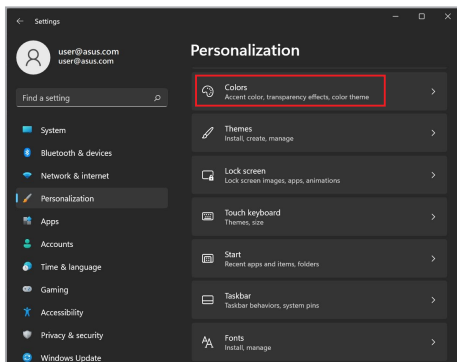 Settings
user@asus.com
user@asus.com
Find a setting
System
Bluetooth & devices
Network & internet
Personalization
Apps
Accounts
Time & language
Gaming
Accessibility
Privacy & security
Windows Update
Personalization
Colors
Accent color, transparency effects, color theme
Themes
Install, create, manage
Lock screen
Lock screen images, apps, animations
Touch keyboard
Themes, size
Start
Recent apps and items, folders
Taskbar
Taskbar behaviors, system pins
Fonts
Install, manage